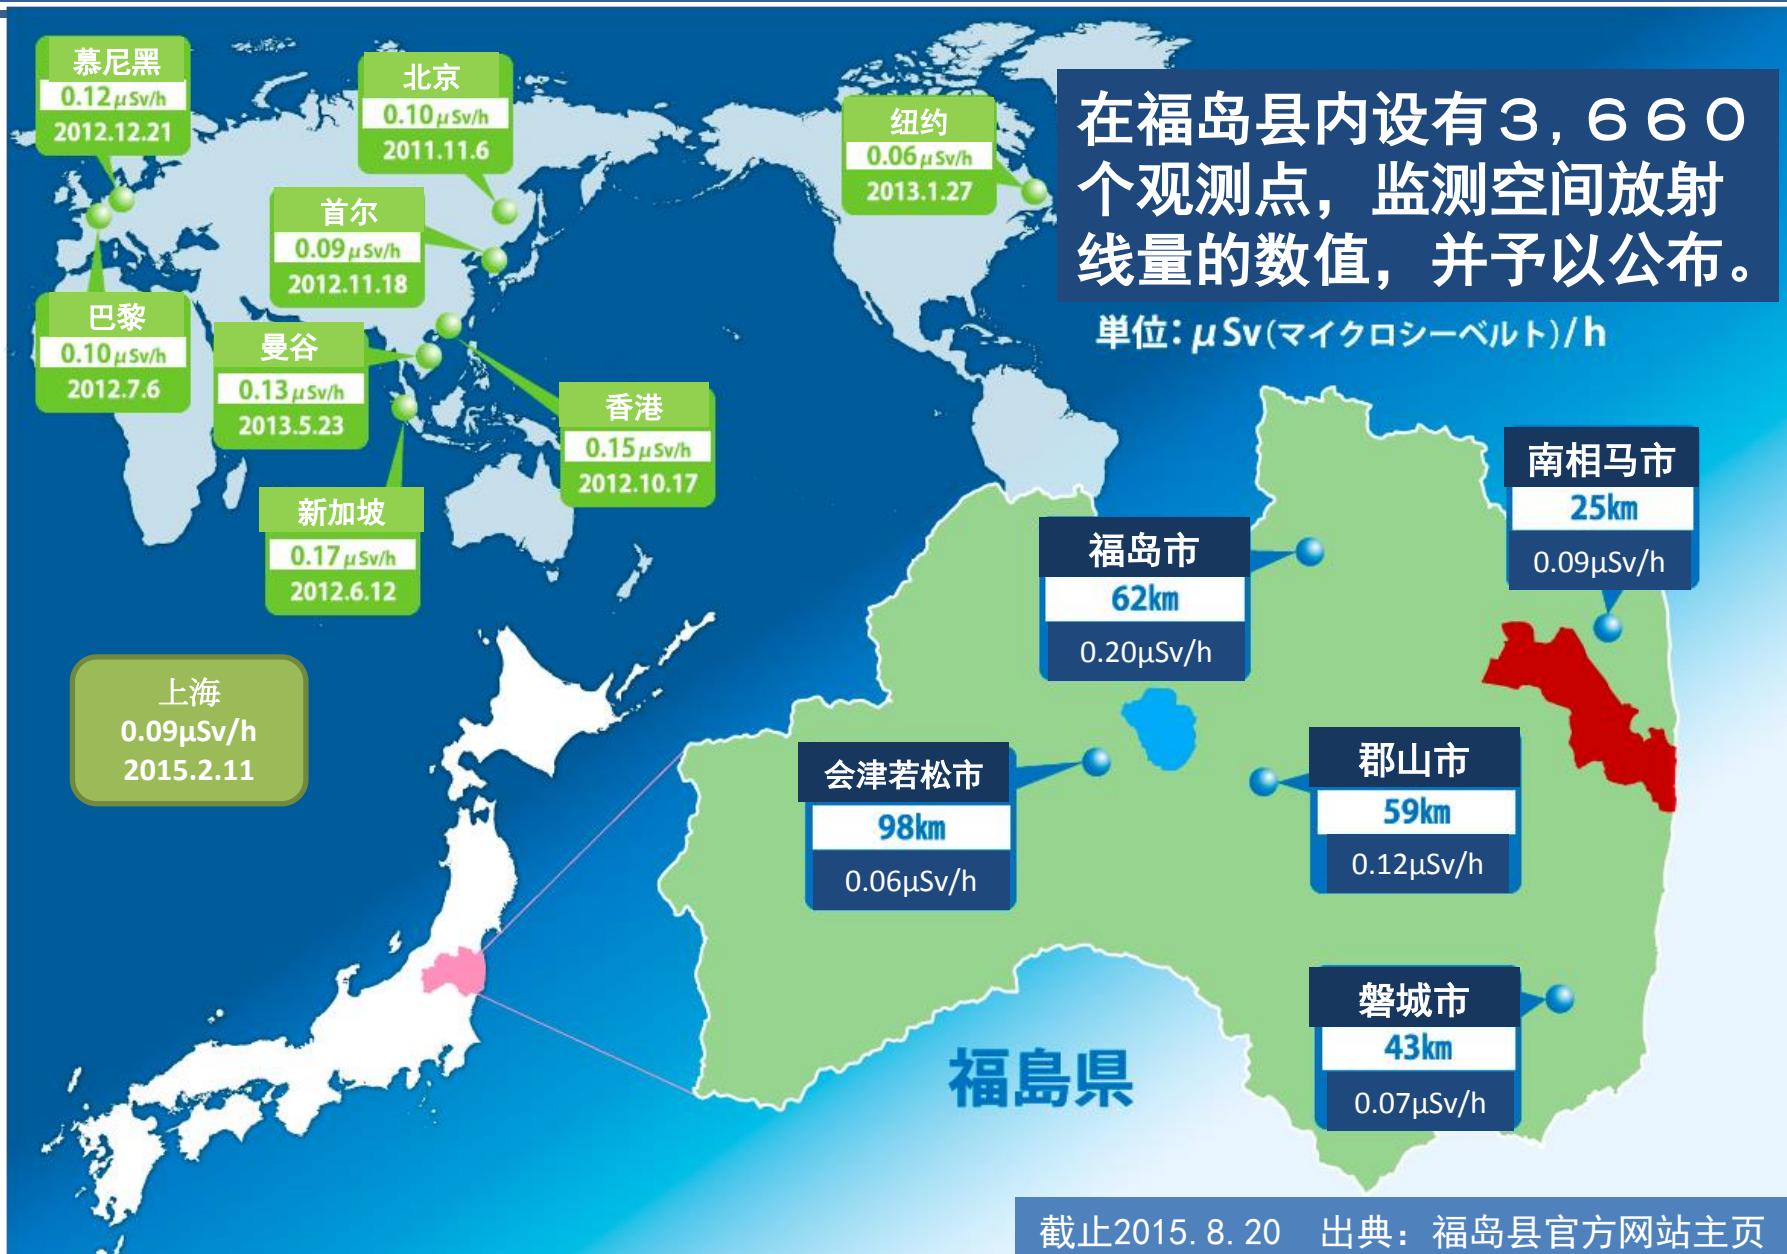 慕尼黑
0.12μSv/h
2012.12.21
北京
0.10μSv/h
2011.11.6
纽约
0.06μSv/h
2013.1.27
在福岛县内设有３，６６０
个观测点，监测空间放射
线量的数值，并予以公布。
単位：μSv（マイクロシーベルト）/h
首尔
0.09μSv/h
2012.11.18
巴黎
0.10μSv/h
2012.7.6
曼谷
0.13μSv/h
2013.5.23
香港
0.15μSv/h
2012.10.17
新加坡
0.17μSv/h
2012.6.12
上海
0.09μSv/h
2015.2.11
南相马市
25km
0.09μSv/h
福岛市
62km
0.20μSv/h
会津若松市
98km
0.06μSv/h
郡山市
59km
0.12μSv/h
磐城市
43km
0.07μSv/h
福島県
截止2015.8.20　出典：福岛县官方网站主页